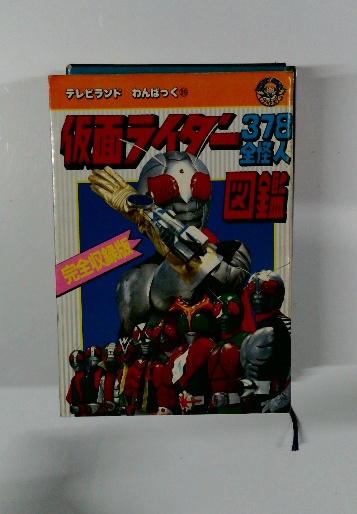 テレビランド わんぱっく
仮面ライダー
378
全怪人
図鑑
完全収録版